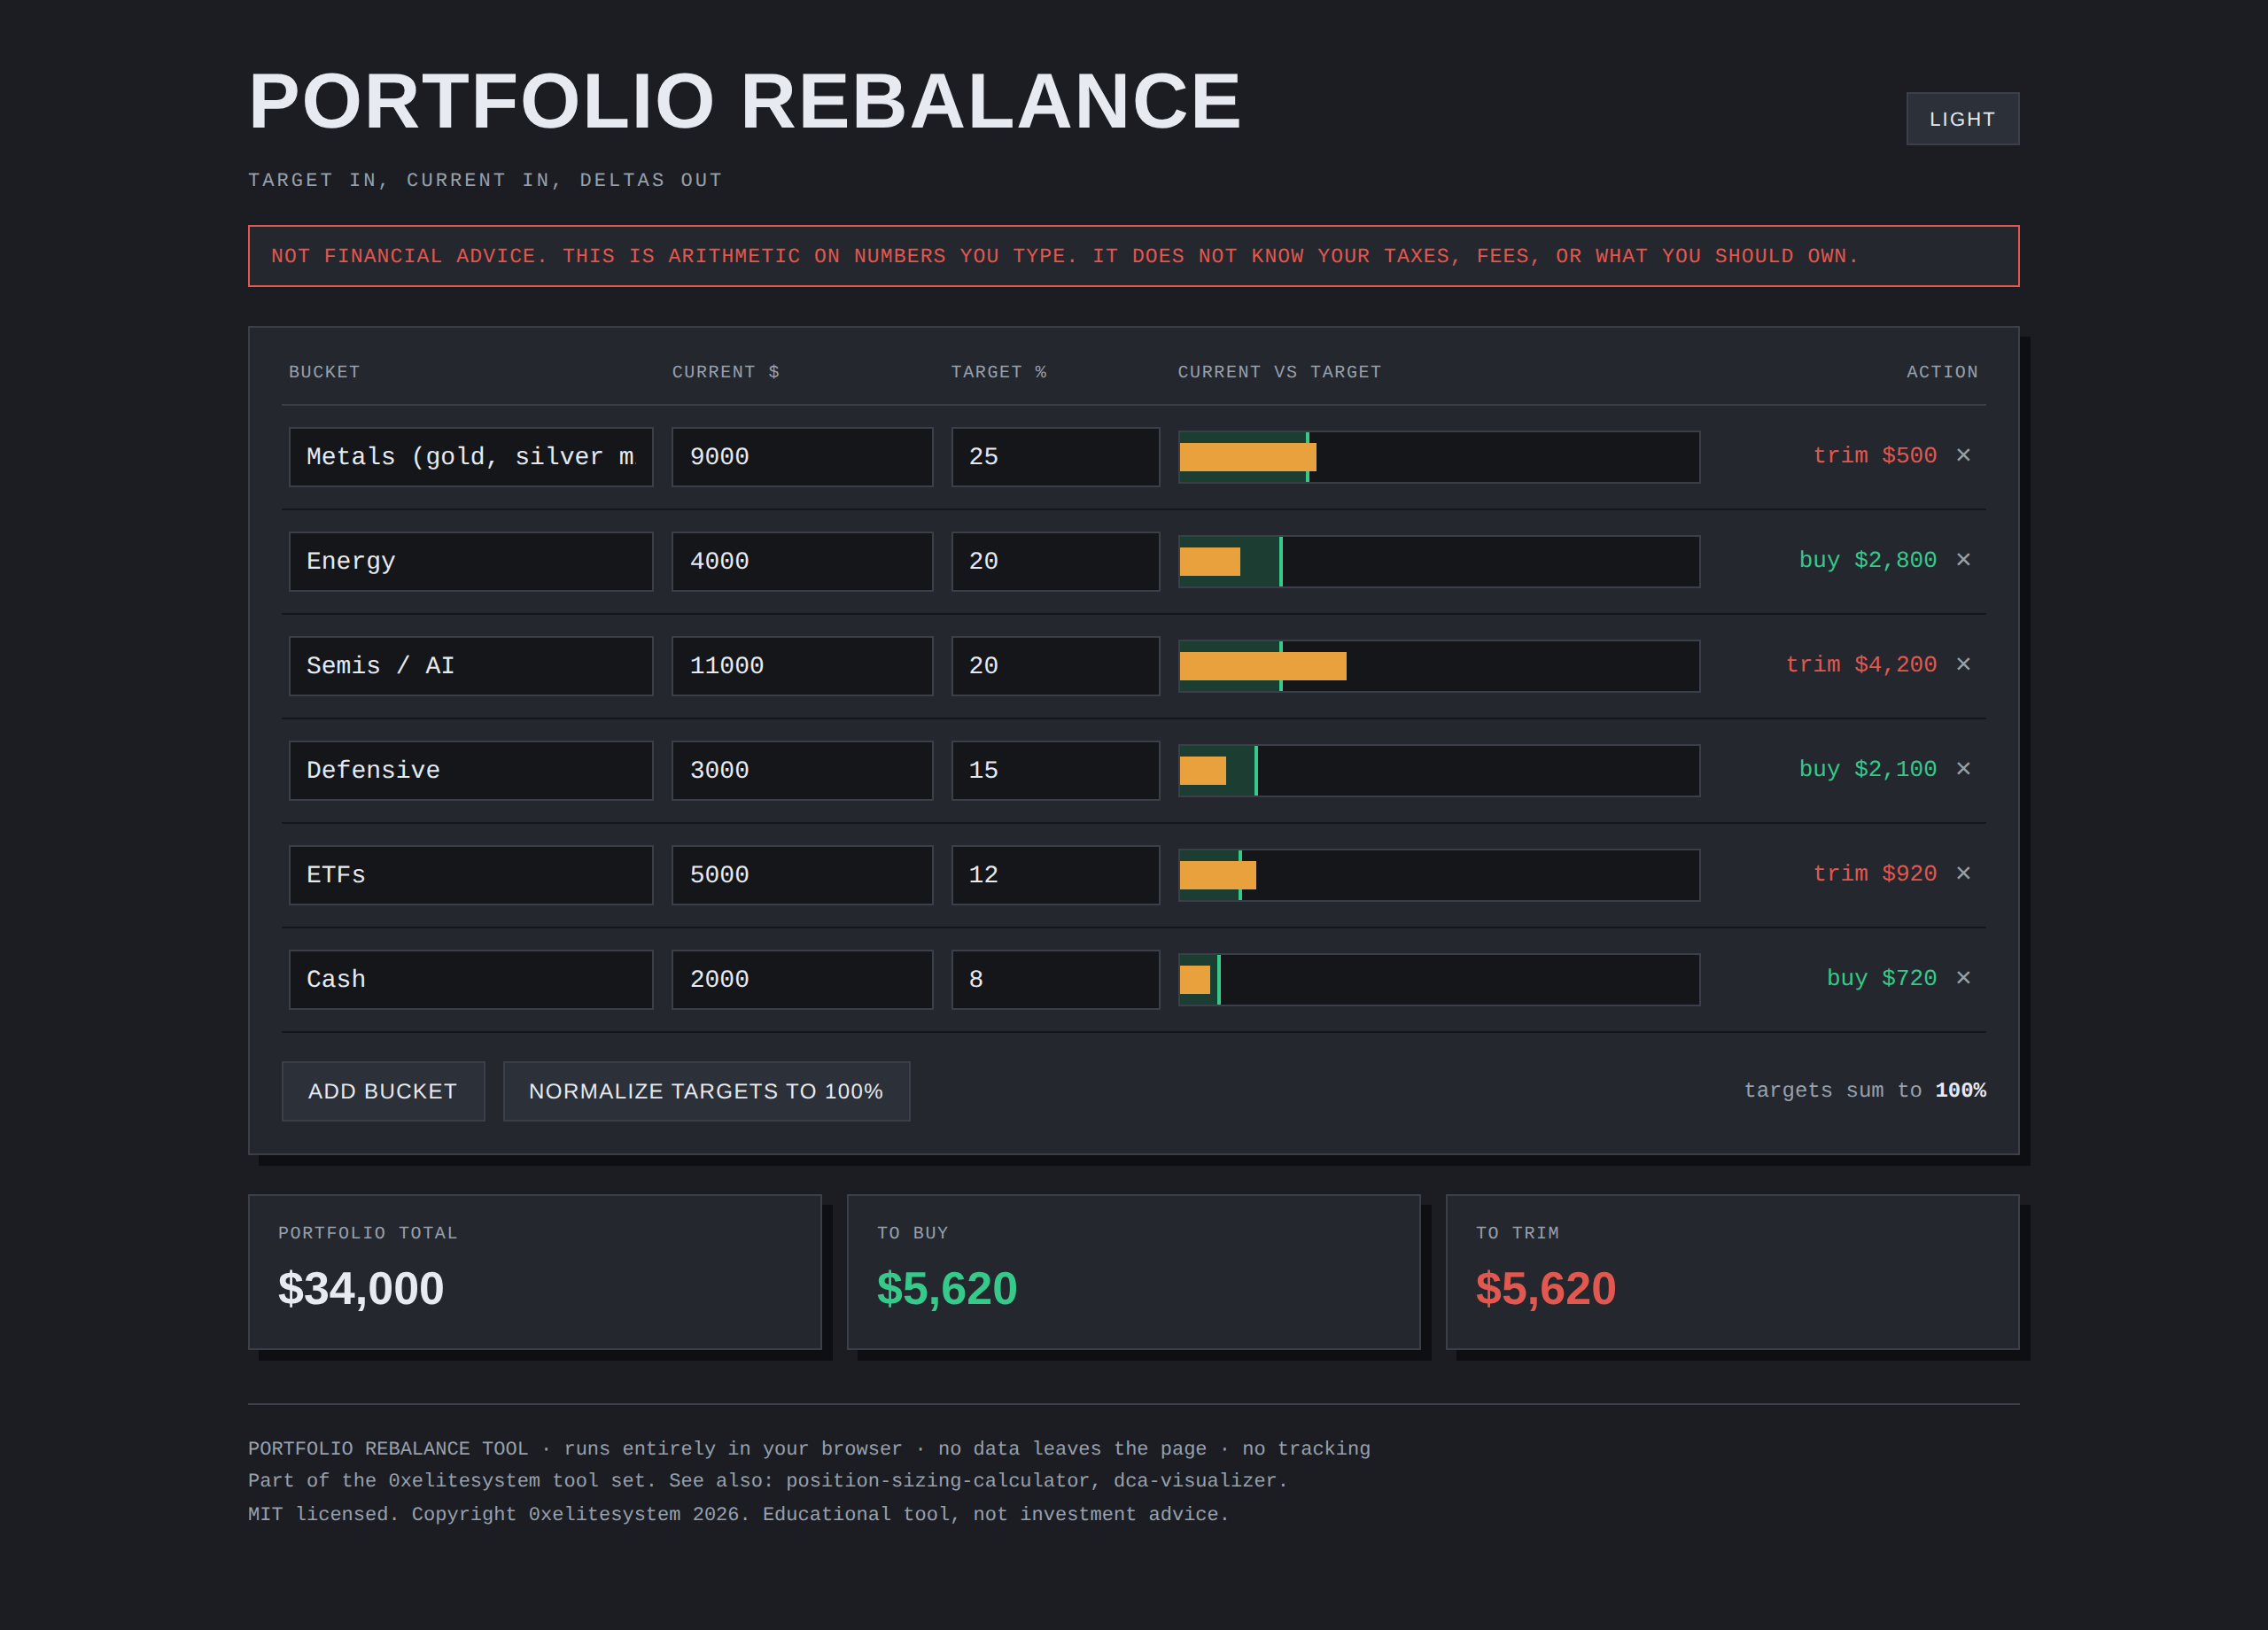 PORTFOLIO REBALANCE
LIGHT
TARGET IN, CURRENT IN, DELTAS OUT
NOT FINANCIAL ADVICE. THIS IS ARITHMETIC ON NUMBERS YOU TYPE. IT DOES NOT KNOW YOUR TAXES, FEES, OR WHAT YOU SHOULD OWN.
BUCKET CURRENT $ TARGET % CURRENT VS TARGET ACTION
Metals (gold, silver 9000 25 trim $500 ×
Energy 4000 20 buy $2,800 ×
Semis / AI 11000 20 trim $4,200 ×
Defensive 3000 15 buy $2,100 ×
ETFs 5000 12 trim $920 ×
Cash 2000 8 buy $720 ×
ADD BUCKET NORMALIZE TARGETS TO 100% targets sum to 100%
PORTFOLIO TOTAL TO BUY TO TRIM
$34,000 $5,620 $5,620
PORTFOLIO REBALANCE TOOL · runs entirely in your browser · no data leaves the page · no tracking
Part of the 0xelitesystem tool set. See also: position-sizing-calculator, dca-visualizer.
MIT licensed. Copyright 0xelitesystem 2026. Educational tool, not investment advice.